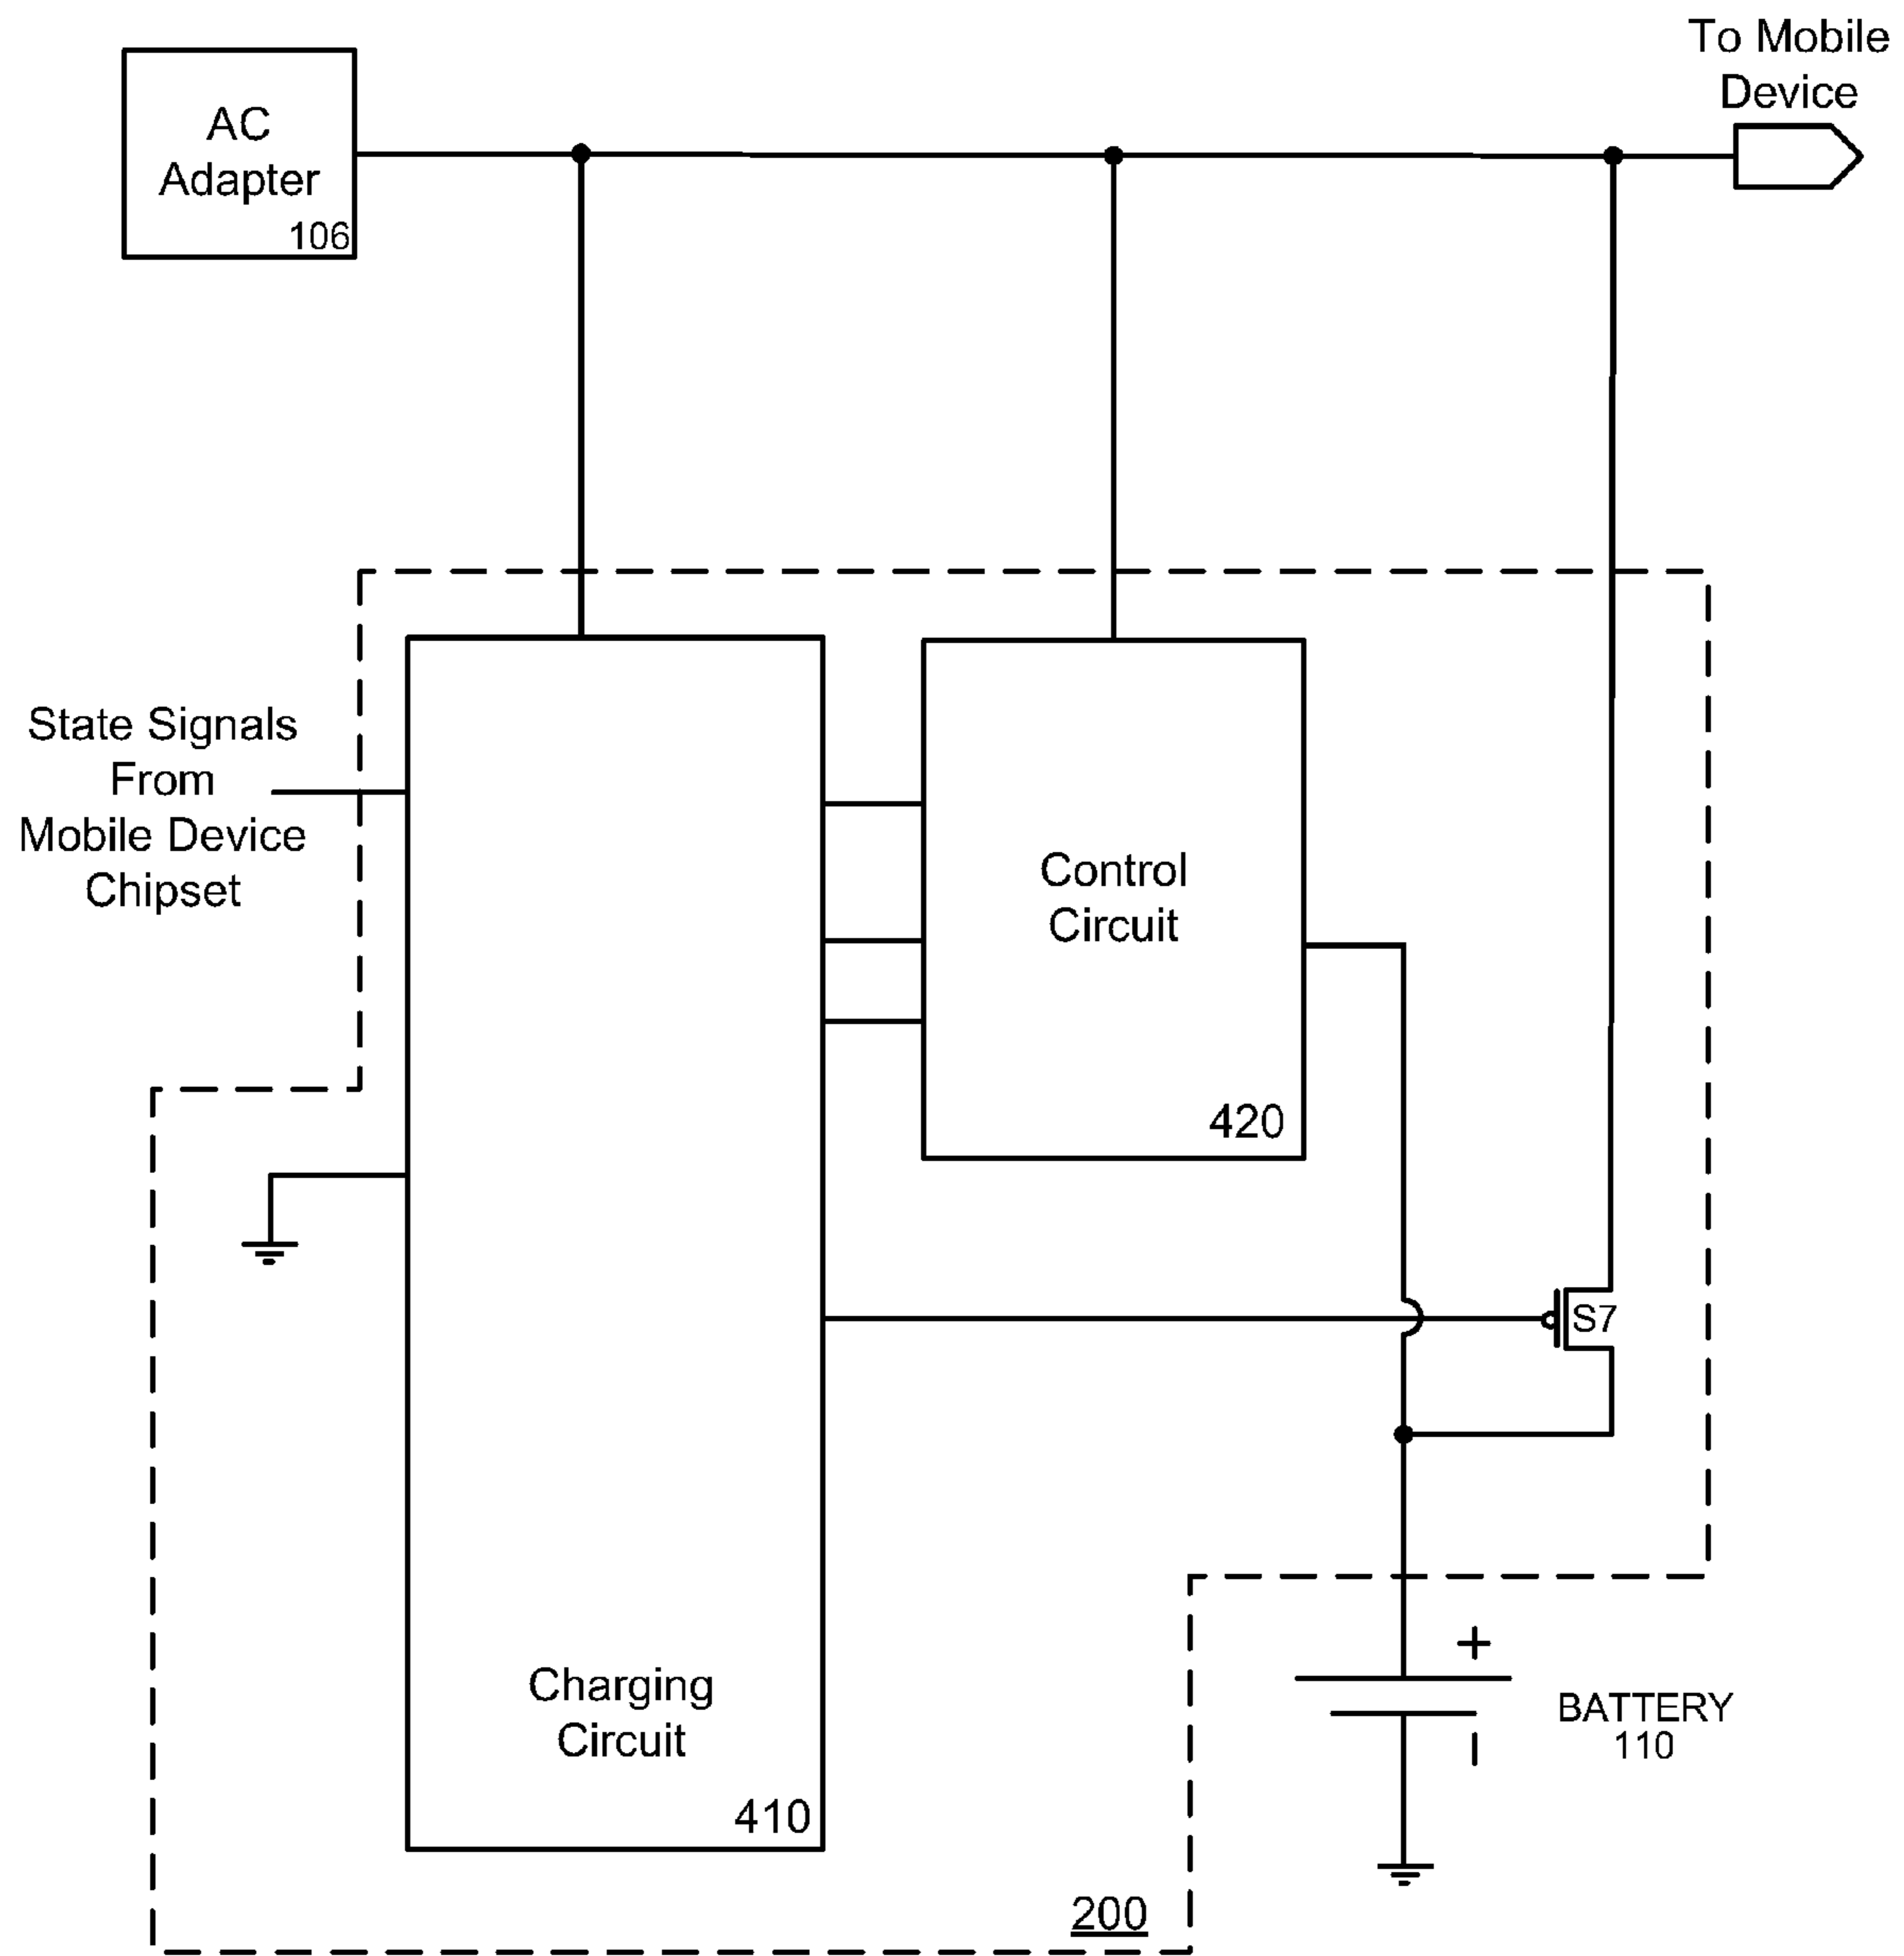 To Mobile
Device
AC
Adapter
106
State Signals
From
Mobile Device
Chipset
Control
Circuit
420
S7
Charging
Circuit
410
+
-
BATTERY
110
200